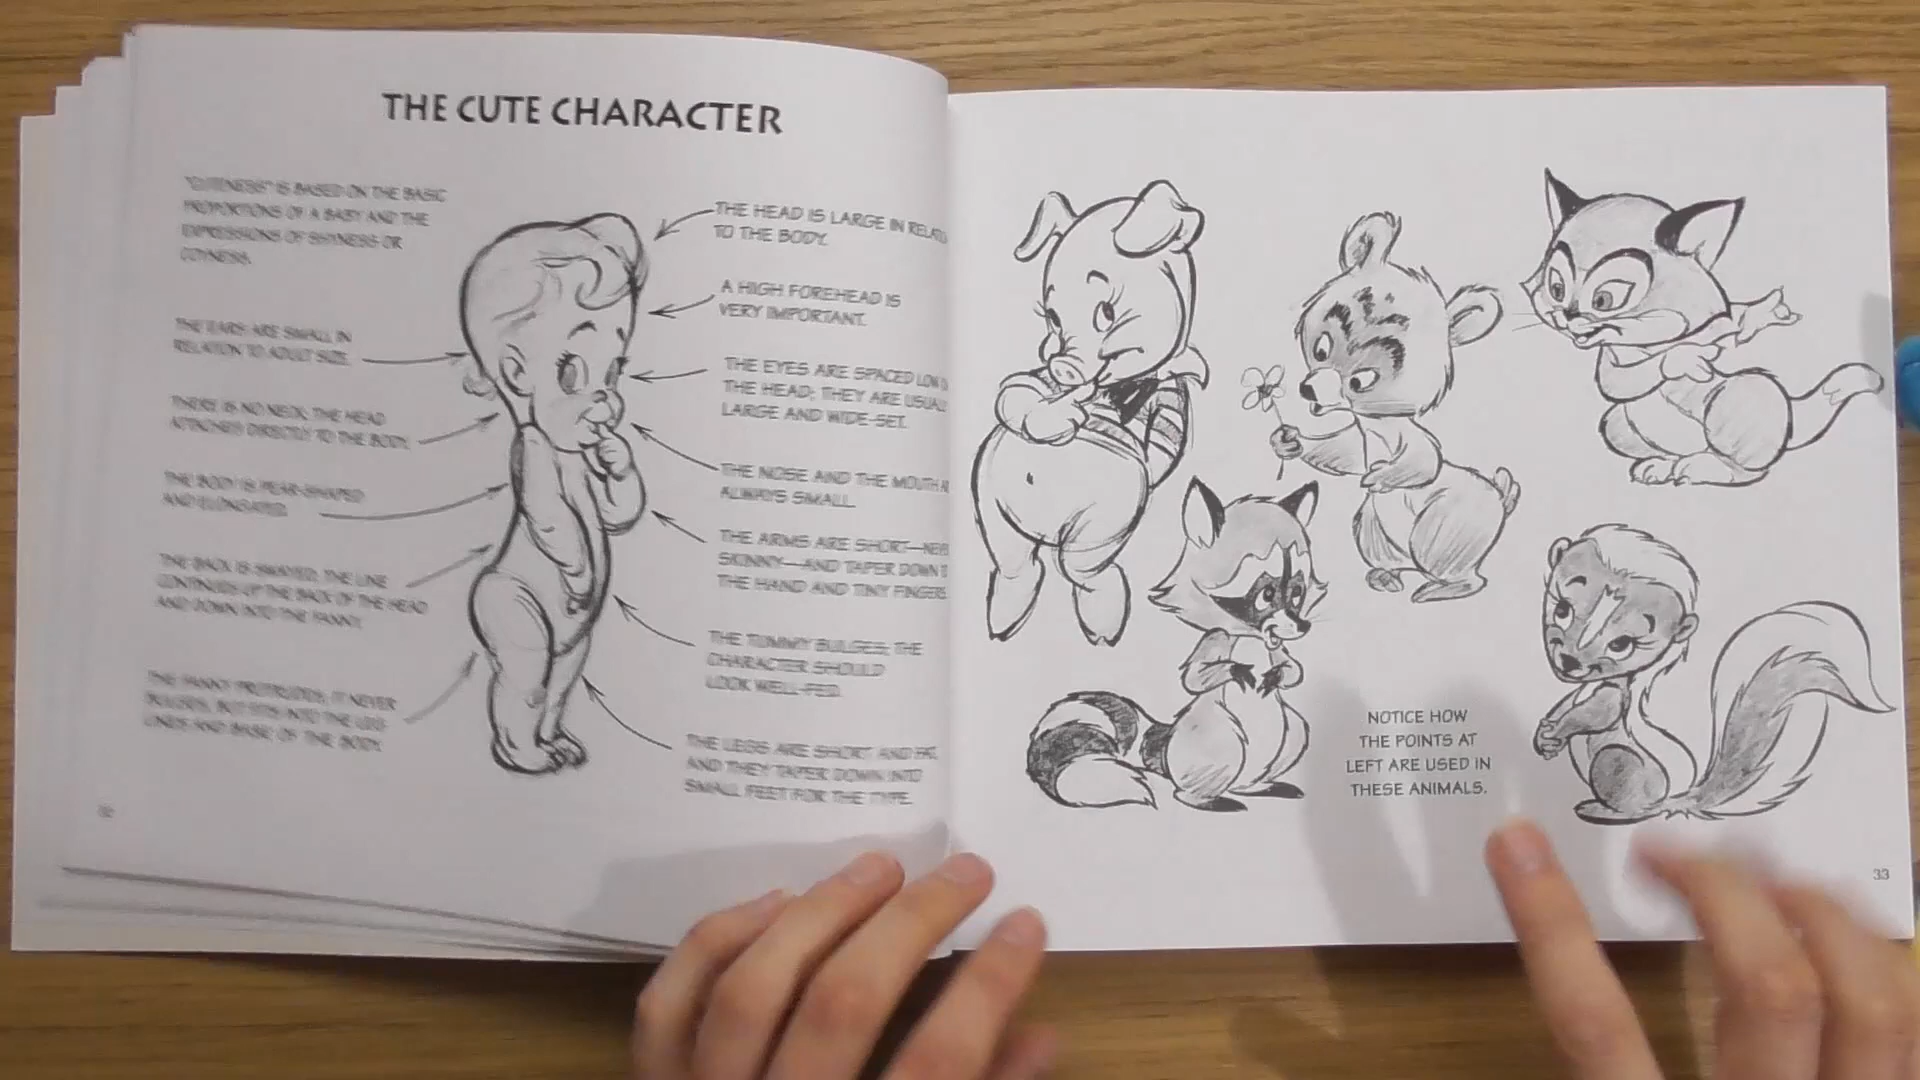 THE CUTE CHARACTER
"CUTENESS" IS BASED ON THE BASIC
PROPORTIONS OF A BABY AND THE
EXPRESSIONS OF SHYNESS OR
COYNESS.
THE EARS ARE SMALL IN
RELATION TO ADULT SIZE.
THERE IS NO NECK; THE HEAD
ATTACHES DIRECTLY TO THE BODY.
THE BODY IS PEAR-SHAPED
AND ELONGATED.
THE BACK IS SWAYED; THE LINE
CONTINUES UP THE BACK OF THE HEAD
AND DOWN INTO THE FANNY.
THE FANNY PROTRUDES; IT NEVER
BULGES, BUT FITS INTO THE LEG
LINES AND BASE OF THE BODY.
THE HEAD IS LARGE IN
TO THE BODY.
A HIGH FOREHEAD IS
VERY IMPORTANT.
THE EYES ARE SPACED LOW
THE HEAD; THEY ARE
LARGE AND WIDE-SET.
THE NOSE AND THE MOUTH
ALWAYS SMALL.
THE ARMS ARE SHORT—
SKINNY—AND TAPER DOWN
THE HAND AND TINY FINGERS
THE TUMMY BULGES; THE
CHARACTER SHOULD
LOOK WELL-FED.
THE LEGS ARE SHORT AND FAT,
AND THEY TAPER DOWN INTO
SMALL FEET FOR THE TYPE.
NOTICE HOW
THE POINTS AT
LEFT ARE USED IN
THESE ANIMALS.
33